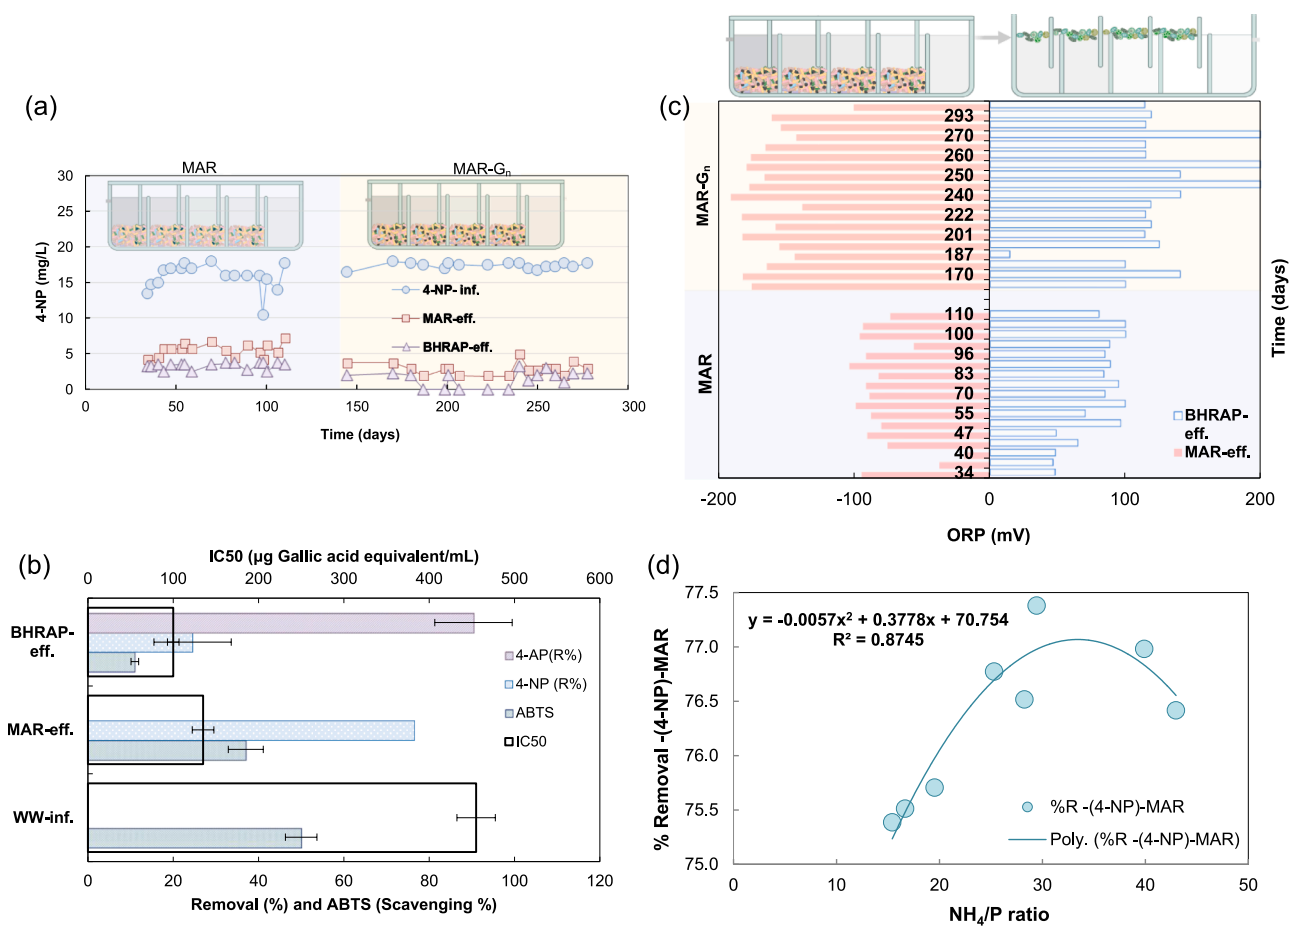 (a)
MAR
MAR-Gn
30
25
20
15
10
5
0
4-NP (mg/L)
4-NP- inf.
MAR-eff.
BHRAP-eff.
0
50
100
150
200
250
300
Time (days)
(c)
MAR-Gn
MAR
293
270
260
250
240
222
201
187
170
110
100
96
83
70
55
47
40
34
Time (days)
BHRAP-
eff.
MAR-eff.
-200
-100
0
100
200
ORP (mV)
(b)
IC50 (µg Gallic acid equivalent/mL)
0
100
200
300
400
500
600
BHRAP-
eff.
MAR-eff.
WW-inf.
4-AP(R%)
4-NP (R%)
ABTS
IC50
0
20
40
60
80
100
120
Removal (%) and ABTS (Scavenging %)
(d)
77.5
77.0
76.5
76.0
75.5
75.0
% Removal -(4-NP)-MAR
y = -0.0057x² + 0.3778x + 70.754
R² = 0.8745
%R -(4-NP)-MAR
Poly. (%R -(4-NP)-MAR)
0
10
20
30
40
50
NH₄/P ratio